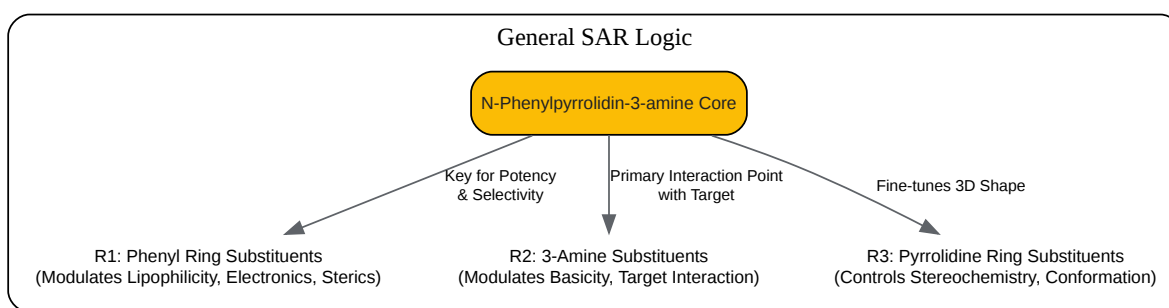 General SAR Logic
N-Phenylpyrrolidin-3-amine Core
Key for Potency
& Selectivity
Primary Interaction Point
with Target
Fine-tunes 3D Shape
R1: Phenyl Ring Substituents
(Modulates Lipophilicity, Electronics, Sterics)
R2: 3-Amine Substituents
(Modulates Basicity, Target Interaction)
R3: Pyrrolidine Ring Substituents
(Controls Stereochemistry, Conformation)